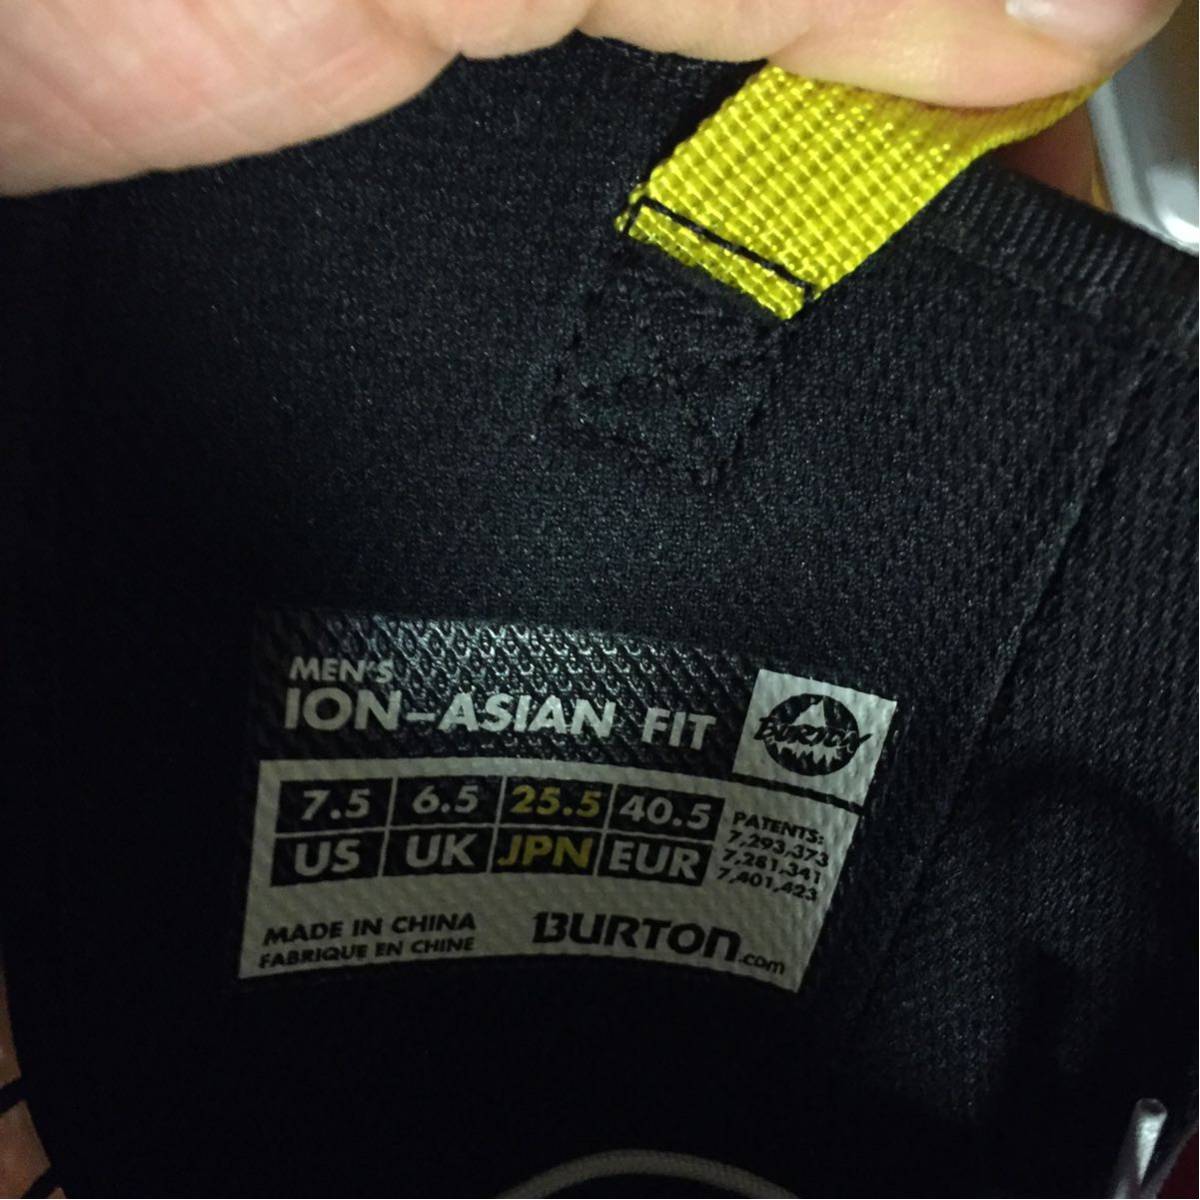 MEN'S
ION-ASIAN FIT
BURTON
7.5 6.5 25.5 40.5
US UK JPN EUR
PATENTS:
7,293,373
7,281,341
7,401,423
MADE IN CHINA
FABRIQUE EN CHINE
BURTON.com